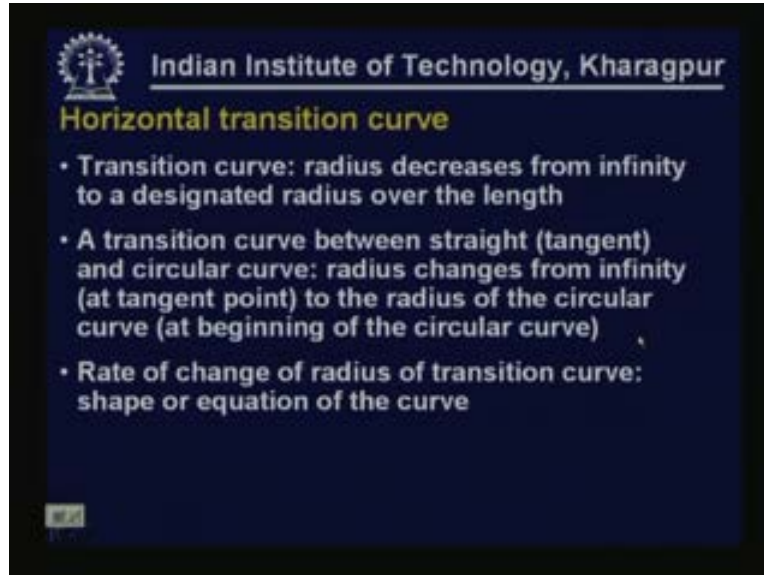 Indian Institute of Technology, Kharagpur
Horizontal transition curve
• Transition curve: radius decreases from infinity
to a designated radius over the length
• A transition curve between straight (tangent)
and circular curve: radius changes from infinity
(at tangent point) to the radius of the circular
curve (at beginning of the circular curve)
• Rate of change of radius of transition curve:
shape or equation of the curve